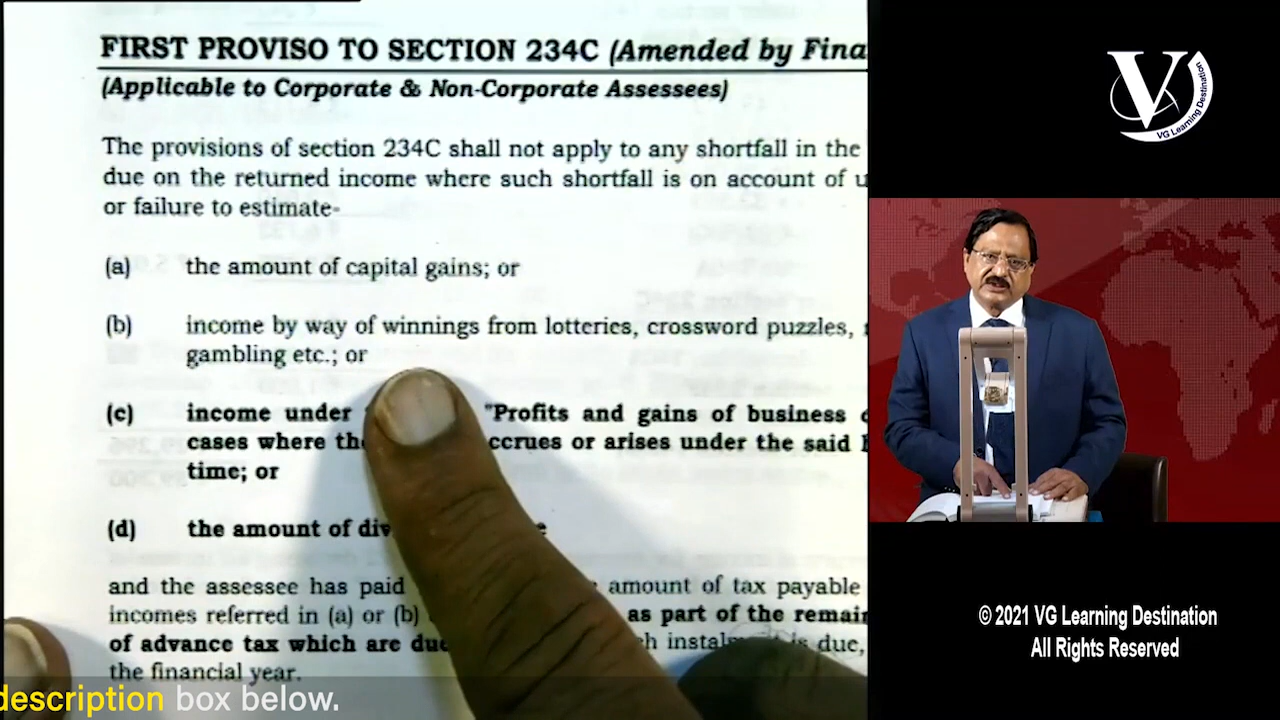 FIRST PROVISO TO SECTION 234C (Amended by Fina
(Applicable to Corporate & Non-Corporate Assessees)
The provisions of section 234C shall not apply to any shortfall in the
due on the returned income where such shortfall is on account of u
or failure to estimate-
(a) the amount of capital gains; or
(b) income by way of winnings from lotteries, crossword puzzles,
gambling etc.; or
(c) income under "Profits and gains of business
cases where the accrues or arises under the said
time; or
(d) the amount of div
and the assessee has paid amount of tax payable
incomes referred in (a) or (b) as part of the remain
of advance tax which are due instalment is due,
the financial year.
description box below.
V
VG Learning Destination
© 2021 VG Learning Destination
All Rights Reserved